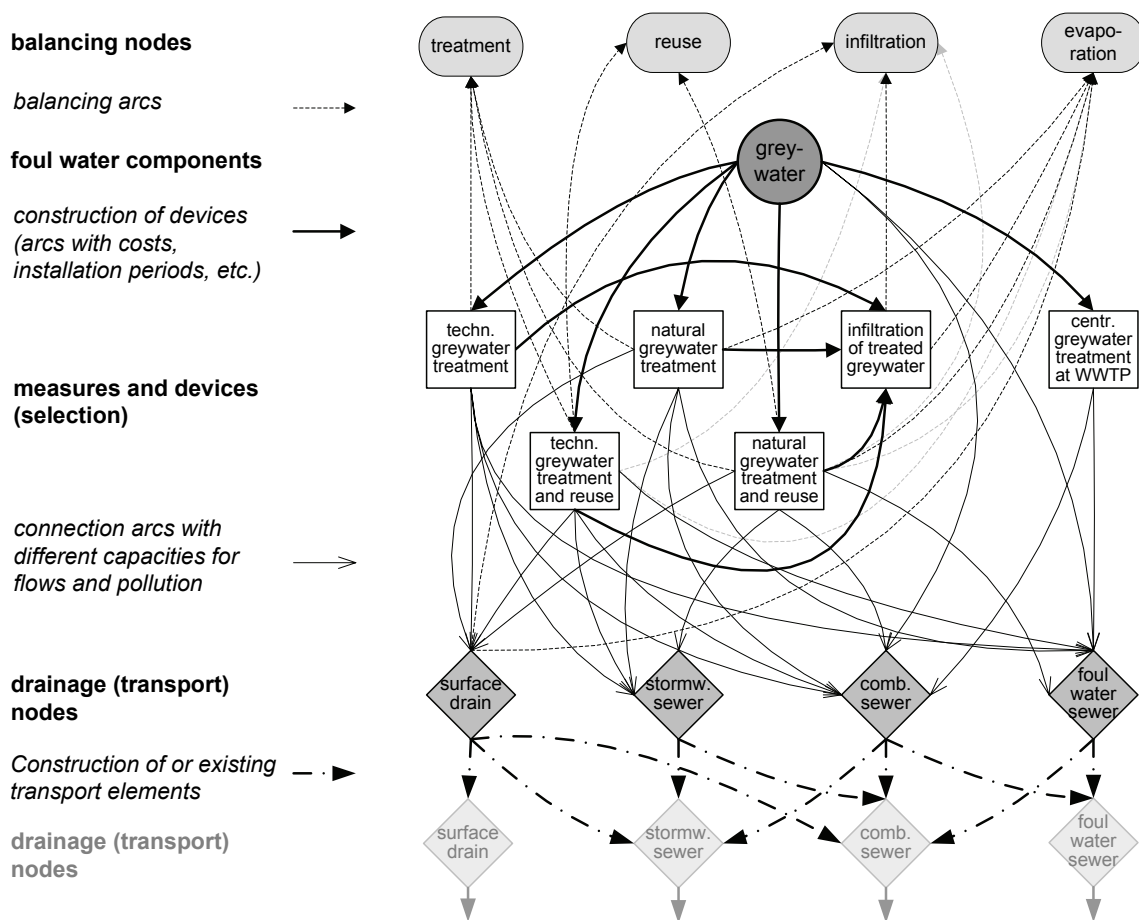 balancing nodes
treatment
reuse
infiltration
evapo-
ration
balancing arcs
foul water components
grey-
water
construction of devices
(arcs with costs,
installation periods, etc.)
techn.
greywater
treatment
natural
greywater
treatment
infiltration
of treated
greywater
centr.
greywater
treatment
at WWTP
measures and devices
(selection)
techn.
greywater
treatment
and reuse
natural
greywater
treatment
and reuse
connection arcs with
different capacities for
flows and pollution
drainage (transport)
nodes
surface
drain
stormw.
sewer
comb.
sewer
foul
water
sewer
Construction of or existing
transport elements
drainage (transport)
nodes
surface
drain
stormw.
sewer
comb.
sewer
foul
water
sewer